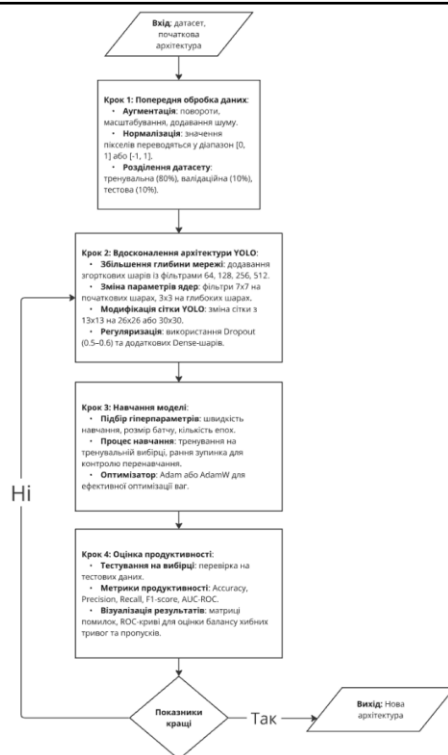 Вхід: датасет,
початкова
архітектура
Крок 1: Попередня обробка даних:
• Аугментація: повороти,
масштабування, додавання шуму.
• Нормалізація: значення
пікселів переводяться у діапазон [0,
1] або [-1, 1].
• Розділення датасету:
тренувальна (80%), валідаційна (10%),
тестова (10%).
Крок 2: Вдосконалення архітектури YOLO:
• Збільшення глибини мережі: додавання
згорткових шарів із фільтрами 64, 128, 256, 512.
• Зміна параметрів ядер: фільтри 7x7 на
початкових шарах, 3x3 на глибоких шарах.
• Модифікація сітки YOLO: зміна сітки з
13x13 на 26x26 або 30x30.
• Регуляризація: використання Dropout
(0.5–0.6) та додаткових Dense-шарів.
Крок 3: Навчання моделі:
• Підбір гіперпараметрів: швидкість
навчання, розмір батчу, кількість епох.
• Процес навчання: тренування на
тренувальній вибірці, рання зупинка для
контролю перенавчання.
• Оптимізатор: Adam або AdamW для
ефективної оптимізації ваг.
Ні
Крок 4: Оцінка продуктивності:
• Тестування на вибірці: перевірка на
тестових даних.
• Метрики продуктивності: Accuracy,
Precision, Recall, F1-score, AUC-ROC.
• Візуалізація результатів: матриці
помилок, ROC-криві для оцінки балансу хибних
тривог та пропусків.
Показники
кращі
Так
Вихід: Нова
архітектура